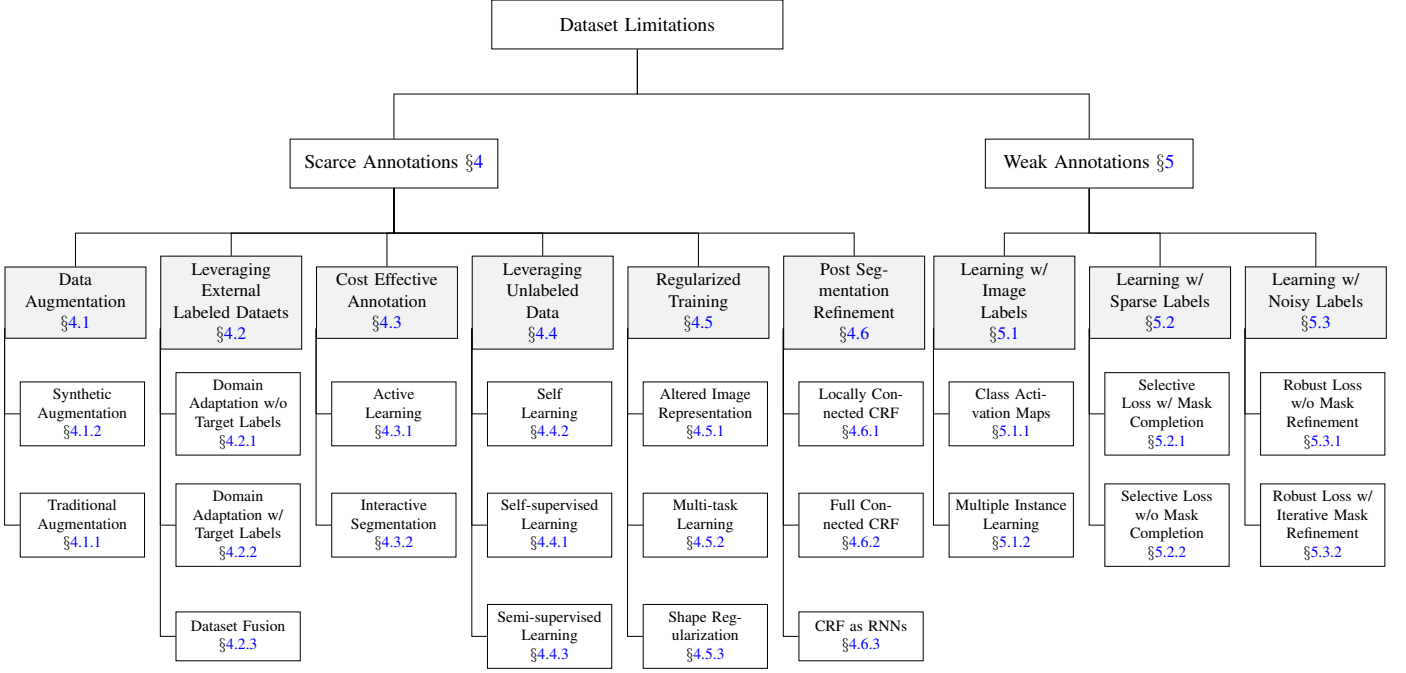 Dataset Limitations
Scarce Annotations §4
Weak Annotations §5
Data
Augmentation
§4.1
Leveraging
External
Labeled Dataets
§4.2
Cost Effective
Annotation
§4.3
Leveraging
Unlabeled
Data
§4.4
Regularized
Training
§4.5
Post Seg-
mentation
Refinement
§4.6
Learning w/
Image
Labels
§5.1
Learning w/
Sparse Labels
§5.2
Learning w/
Noisy Labels
§5.3
Synthetic
Augmentation
§4.1.2
Domain
Adaptation w/o
Target Labels
§4.2.1
Active
Learning
§4.3.1
Self
Learning
§4.4.2
Altered Image
Representation
§4.5.1
Locally Con-
nected CRF
§4.6.1
Class Acti-
vation Maps
§5.1.1
Selective
Loss w/ Mask
Completion
§5.2.1
Robust Loss
w/o Mask
Refinement
§5.3.1
Traditional
Augmentation
§4.1.1
Domain
Adaptation w/
Target Labels
§4.2.2
Interactive
Segmentation
§4.3.2
Self-supervised
Learning
§4.4.1
Multi-task
Learning
§4.5.2
Full Con-
nected CRF
§4.6.2
Multiple Instance
Learning
§5.1.2
Selective Loss
w/o Mask
Completion
§5.2.2
Robust Loss w/
Iterative Mask
Refinement
§5.3.2
Dataset Fusion
§4.2.3
Semi-supervised
Learning
§4.4.3
Shape Reg-
ularization
§4.5.3
CRF as RNNs
§4.6.3